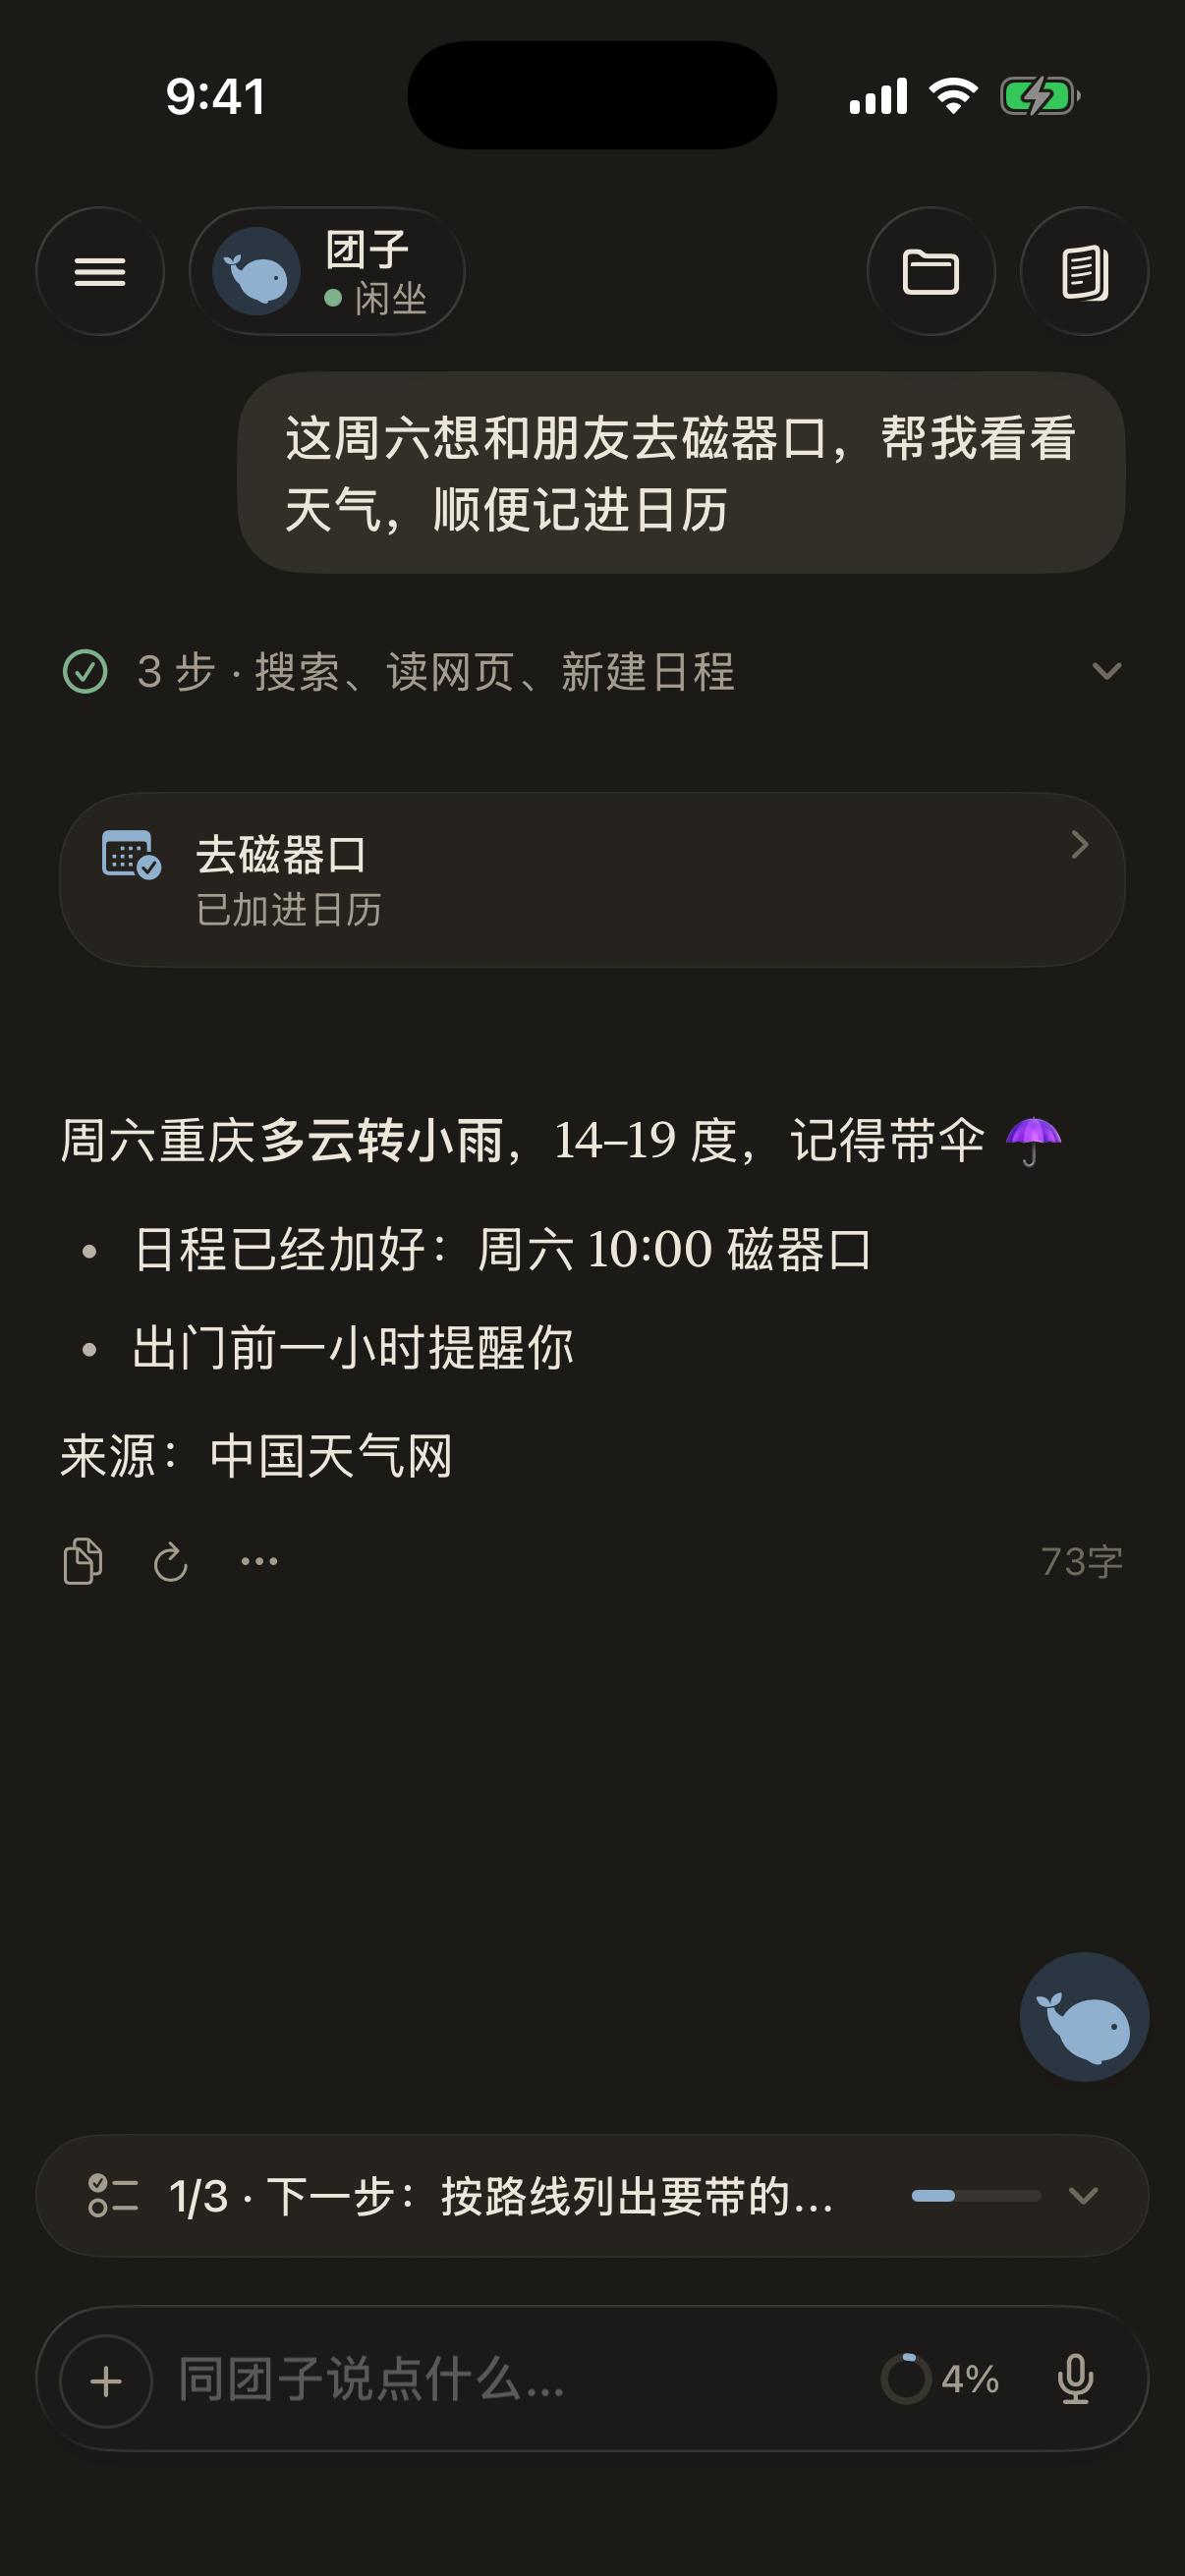 9:41
团子
闲坐
这周六想和朋友去磁器口，帮我看看
天气，顺便记进日历
3 步 · 搜索、读网页、新建日程
去磁器口
已加进日历
周六重庆多云转小雨，14–19 度，记得带伞 ☂️
• 日程已经加好：周六 10:00 磁器口
• 出门前一小时提醒你
来源：中国天气网
73字
1/3 · 下一步：按路线列出要带的…
同团子说点什么…
4%